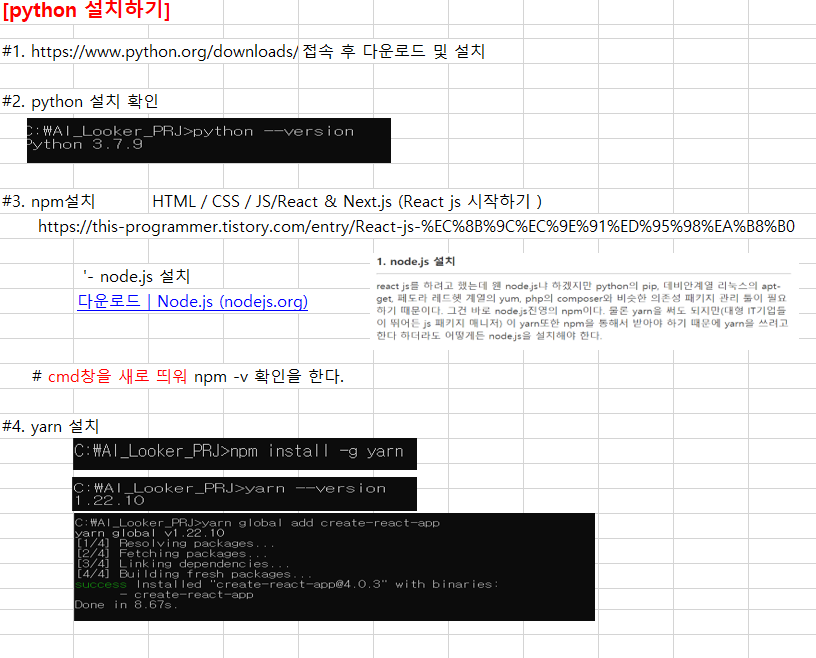 [python 설치하기]
#1. https://www.python.org/downloads/ 접속 후 다운로드 및 설치
#2. python 설치 확인
C:₩AI_Looker_PRJ>python --version
Python 3.7.9
#3. npm설치 HTML / CSS / JS/React & Next.js (React js 시작하기 )
https://this-programmer.tistory.com/entry/React-js-%EC%8B%9C%EC%9E%91%ED%95%98%EA%B8%B0
'- node.js 설치
다운로드 | Node.js (nodejs.org)
1. node.js 설치
react js를 하려고 했는데 웬 node js냐 하겠지만 python의 pip, 데비안계열 리눅스의 apt-
get, 페도라 레드헷 계열의 yum, php의 composer와 비슷한 의존성 패키지 관리 툴이 필요
하기 때문이다. 그건 바로 node js진영의 npm이다. 물론 yarn을 써도 되지만(대형 IT기업들
이 뛰어든 js 패키지 매니저) 이 yarn또한 npm을 통해서 받아야 하기 때문에 yarn을 쓰려고
한다 하더라도 어떻게든 node js을 설치해야 한다.
# cmd창을 새로 띄워 npm -v 확인을 한다.
#4. yarn 설치
C:₩AI_Looker_PRJ>npm install -g yarn
C:₩AI_Looker_PRJ>yarn --version
1.22.10
C:₩AI_Looker_PRJ>yarn global add create-react-app
yarn global v1.22.10
[1/4] Resolving packages...
[2/4] Fetching packages...
[3/4] Linking dependencies...
[4/4] Building fresh packages...
success Installed "create-react-app@4.0.3" with binaries:
- create-react-app
Done in 8.67s.